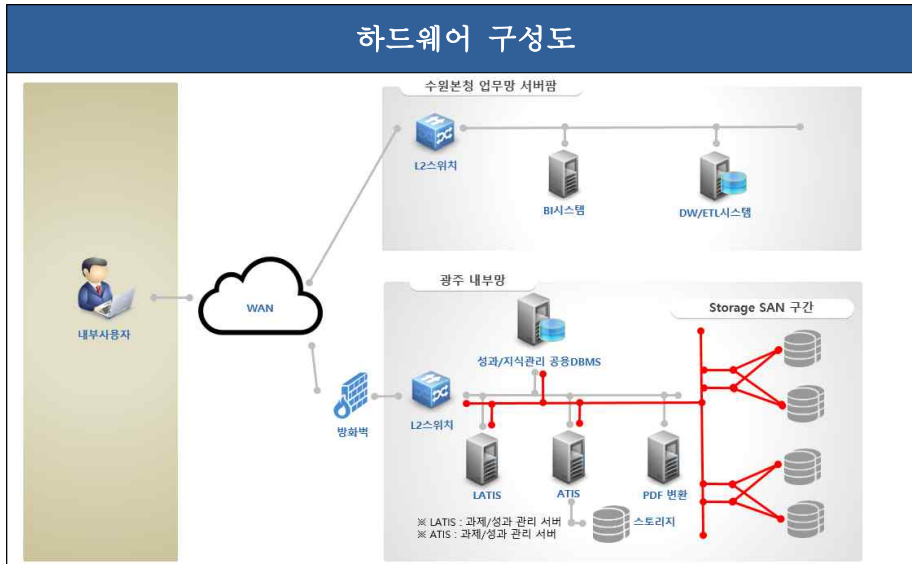 하드웨어 구성도
수원본청 업무망 서버팜
L2스위치
BI시스템
DW/ETL시스템
내부사용자
WAN
광주 내부망
Storage SAN 구간
성과/지식관리 공용DBMS
방화벽
L2스위치
LATIS
ATIS
PDF 변환
※ LATIS : 과제/성과 관리 서버
※ ATIS : 과제/성과 관리 서버
스토리지